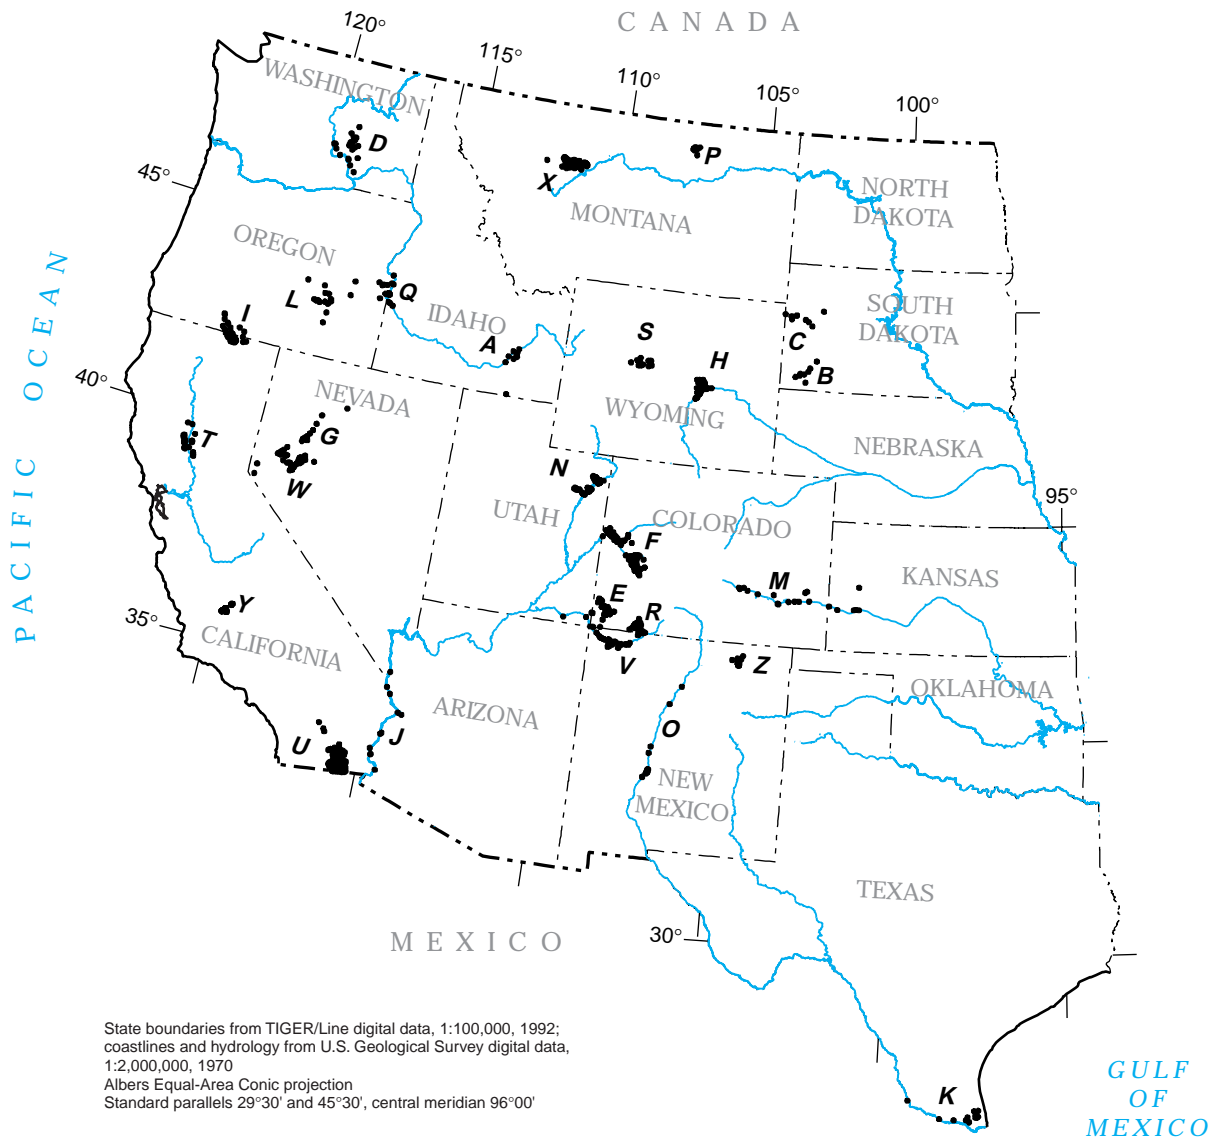 CANADA
120°
115°
110°
105°
100°
WASHINGTON
D
P
X
45°
NORTH
DAKOTA
MONTANA
OREGON
L
Q
I
IDAHO
A
S
H
SOUTH
DAKOTA
C
B
40°
NEVADA
WYOMING
NEBRASKA
T
G
W
N
UTAH
COLORADO
95°
F
M
KANSAS
E
R
V
Y
35°
CALIFORNIA
Z
OKLAHOMA
ARIZONA
J
O
U
NEW
MEXICO
TEXAS
30°
MEXICO
PACIFIC OCEAN
K
GULF
OF
MEXICO
State boundaries from TIGER/Line digital data, 1:100,000, 1992;
coastlines and hydrology from U.S. Geological Survey digital data,
1:2,000,000, 1970
Albers Equal-Area Conic projection
Standard parallels 29°30' and 45°30', central meridian 96°00'